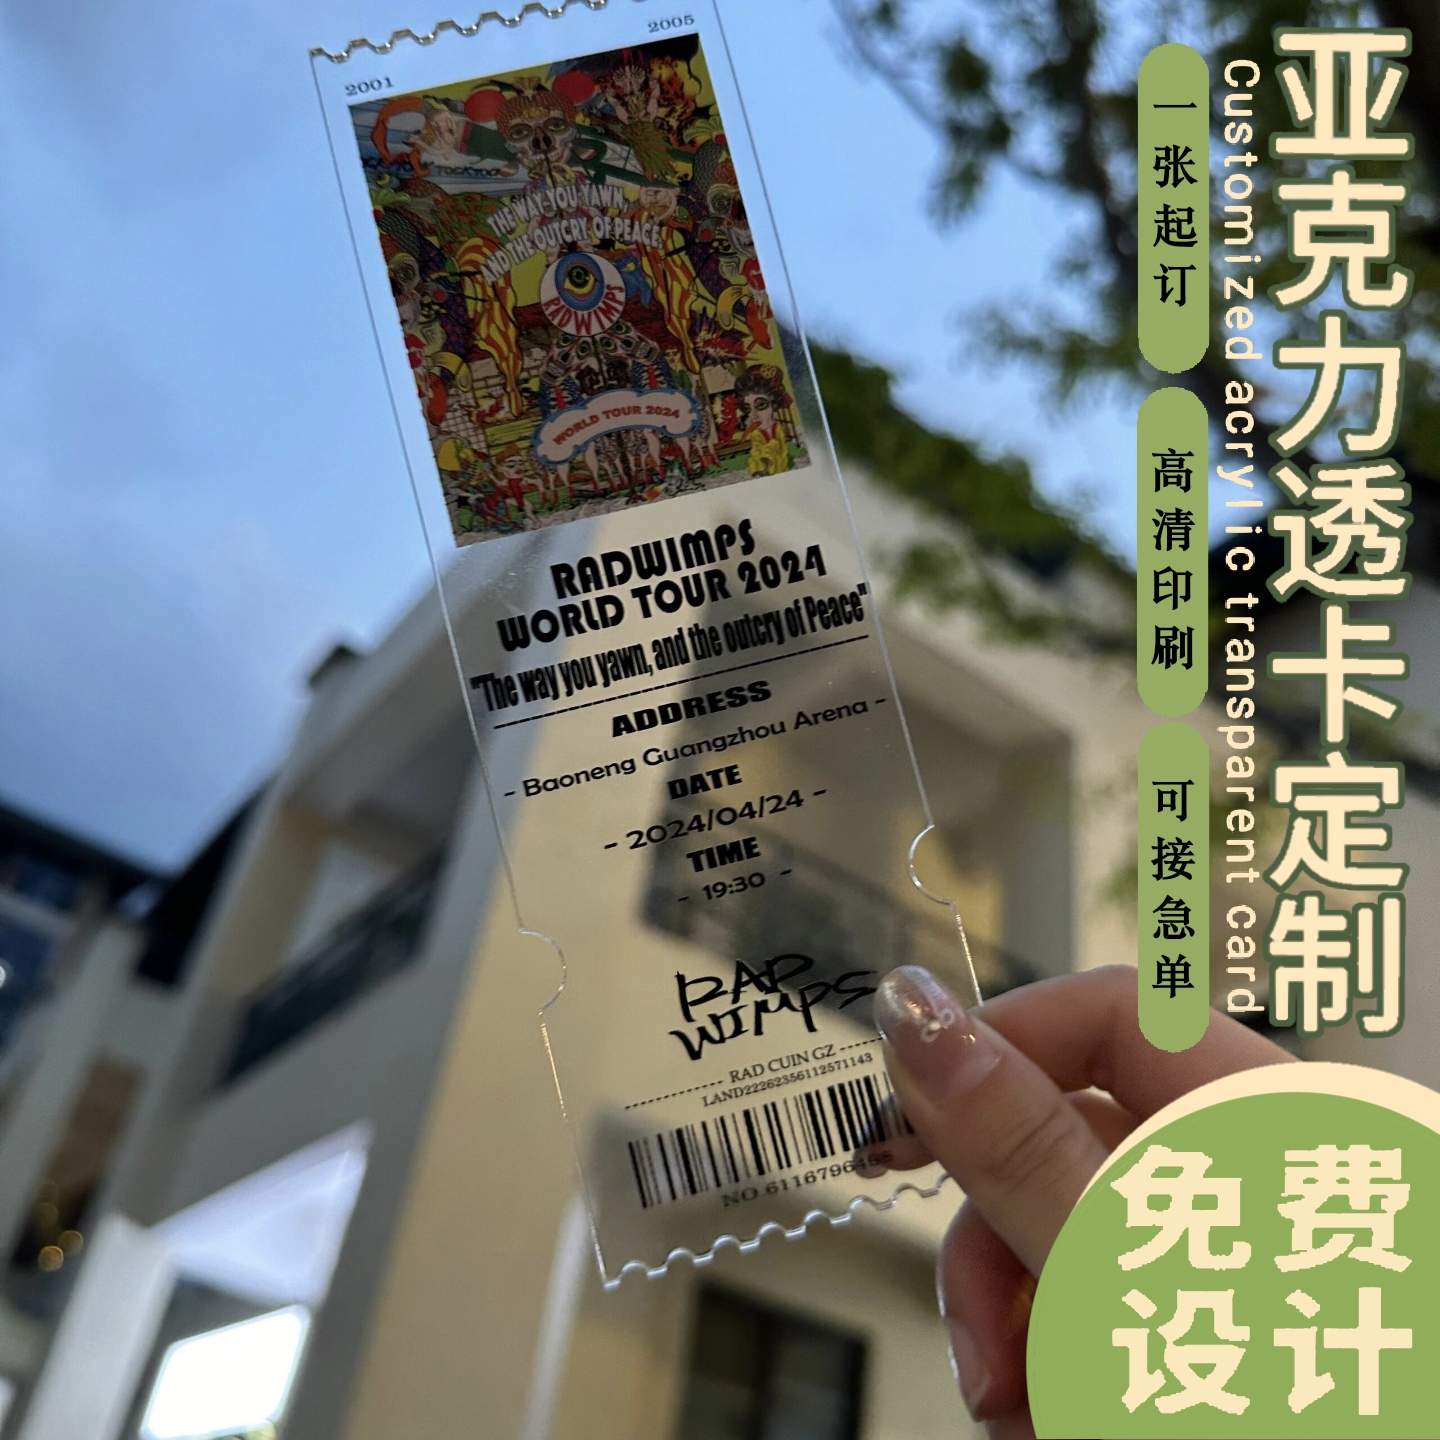 2001
2005
THE WAY YOU YAWN,
AND THE OUTCRY OF PEACE
RADWIMPS
WORLD TOUR 2024
RADWIMPS
WORLD TOUR 2024
"The way you yawn, and the outcry of Peace"
ADDRESS
- Baoneng Guangzhou Arena -
DATE
- 2024/04/24 -
TIME
- 19:30 -
RAD
WIMPS
RAD CUIN GZ
LAND22262356112571143
亚克力透卡定制
Customized acrylic transparent card
一张起订
高清印刷
可接急单
免费
设计